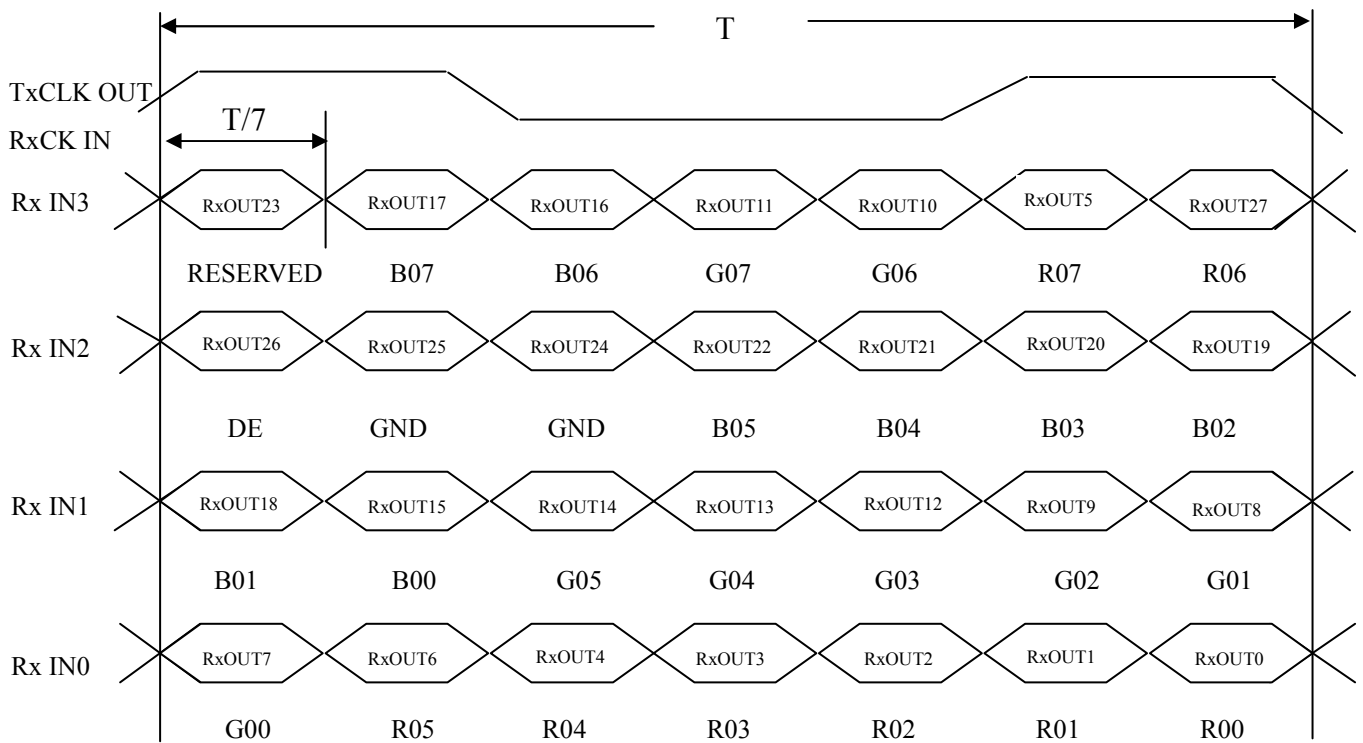 T
TxCLK OUT
T/7
RxCK IN
Rx IN3 RxOUT23 RxOUT17 RxOUT16 RxOUT11 RxOUT10 RxOUT5 RxOUT27
RESERVED B07 B06 G07 G06 R07 R06
Rx IN2 RxOUT26 RxOUT25 RxOUT24 RxOUT22 RxOUT21 RxOUT20 RxOUT19
DE GND GND B05 B04 B03 B02
Rx IN1 RxOUT18 RxOUT15 RxOUT14 RxOUT13 RxOUT12 RxOUT9 RxOUT8
B01 B00 G05 G04 G03 G02 G01
Rx IN0 RxOUT7 RxOUT6 RxOUT4 RxOUT3 RxOUT2 RxOUT1 RxOUT0
G00 R05 R04 R03 R02 R01 R00